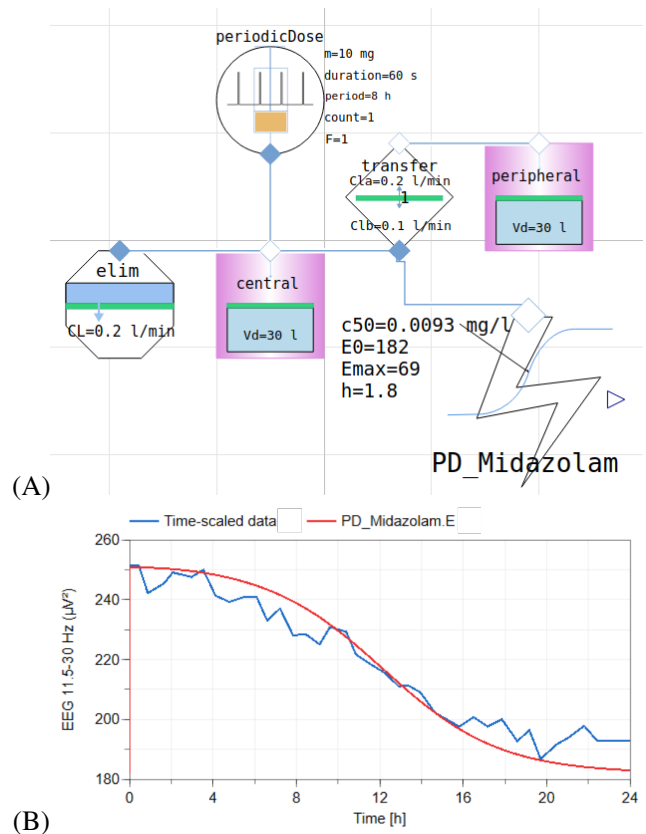 periodicDose
m=10 mg
duration=60 s
period=8 h
count=1
F=1
transfer
Cla=0.2 l/min
1
Clb=0.1 l/min
peripheral
Vd=30 l
elim
CL=0.2 l/min
central
Vd=30 l
c50=0.0093 mg/l
E0=182
Emax=69
h=1.8
PD_Midazolam
(A)
Time-scaled data PD_Midazolam.E
260
240
220
200
180
EEG 11.5-30 Hz (µV²)
0 4 8 12 16 20 24
Time [h]
(B)